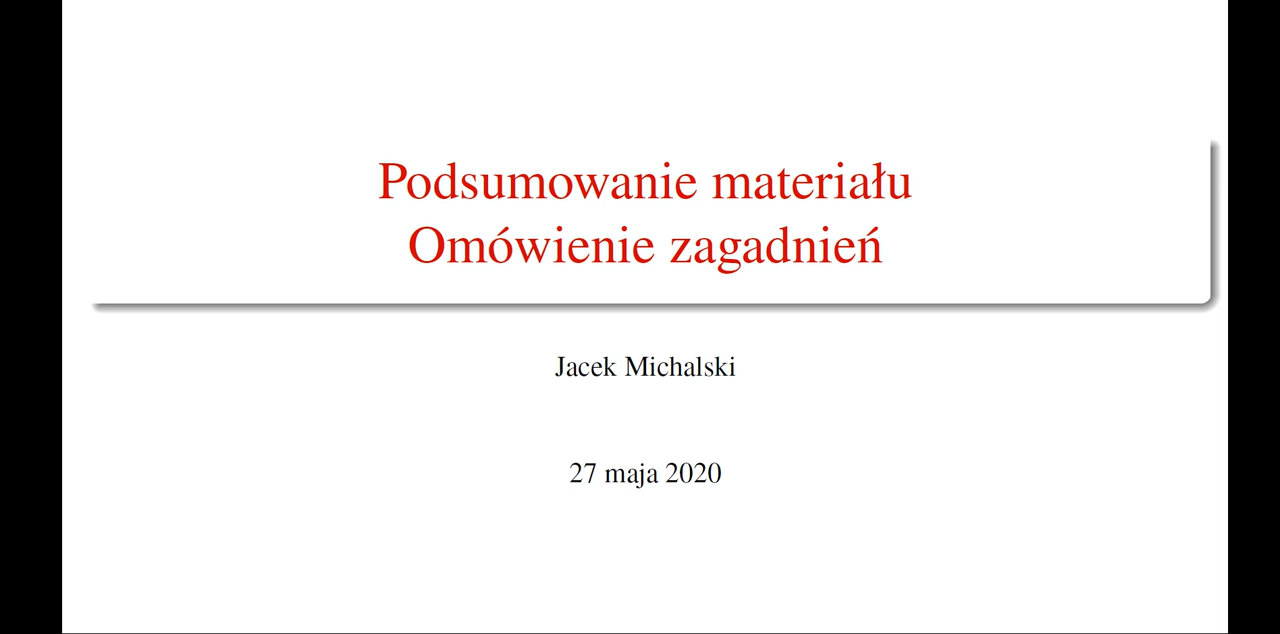 Podsumowanie materiału
Omówienie zagadnień
Jacek Michalski
27 maja 2020